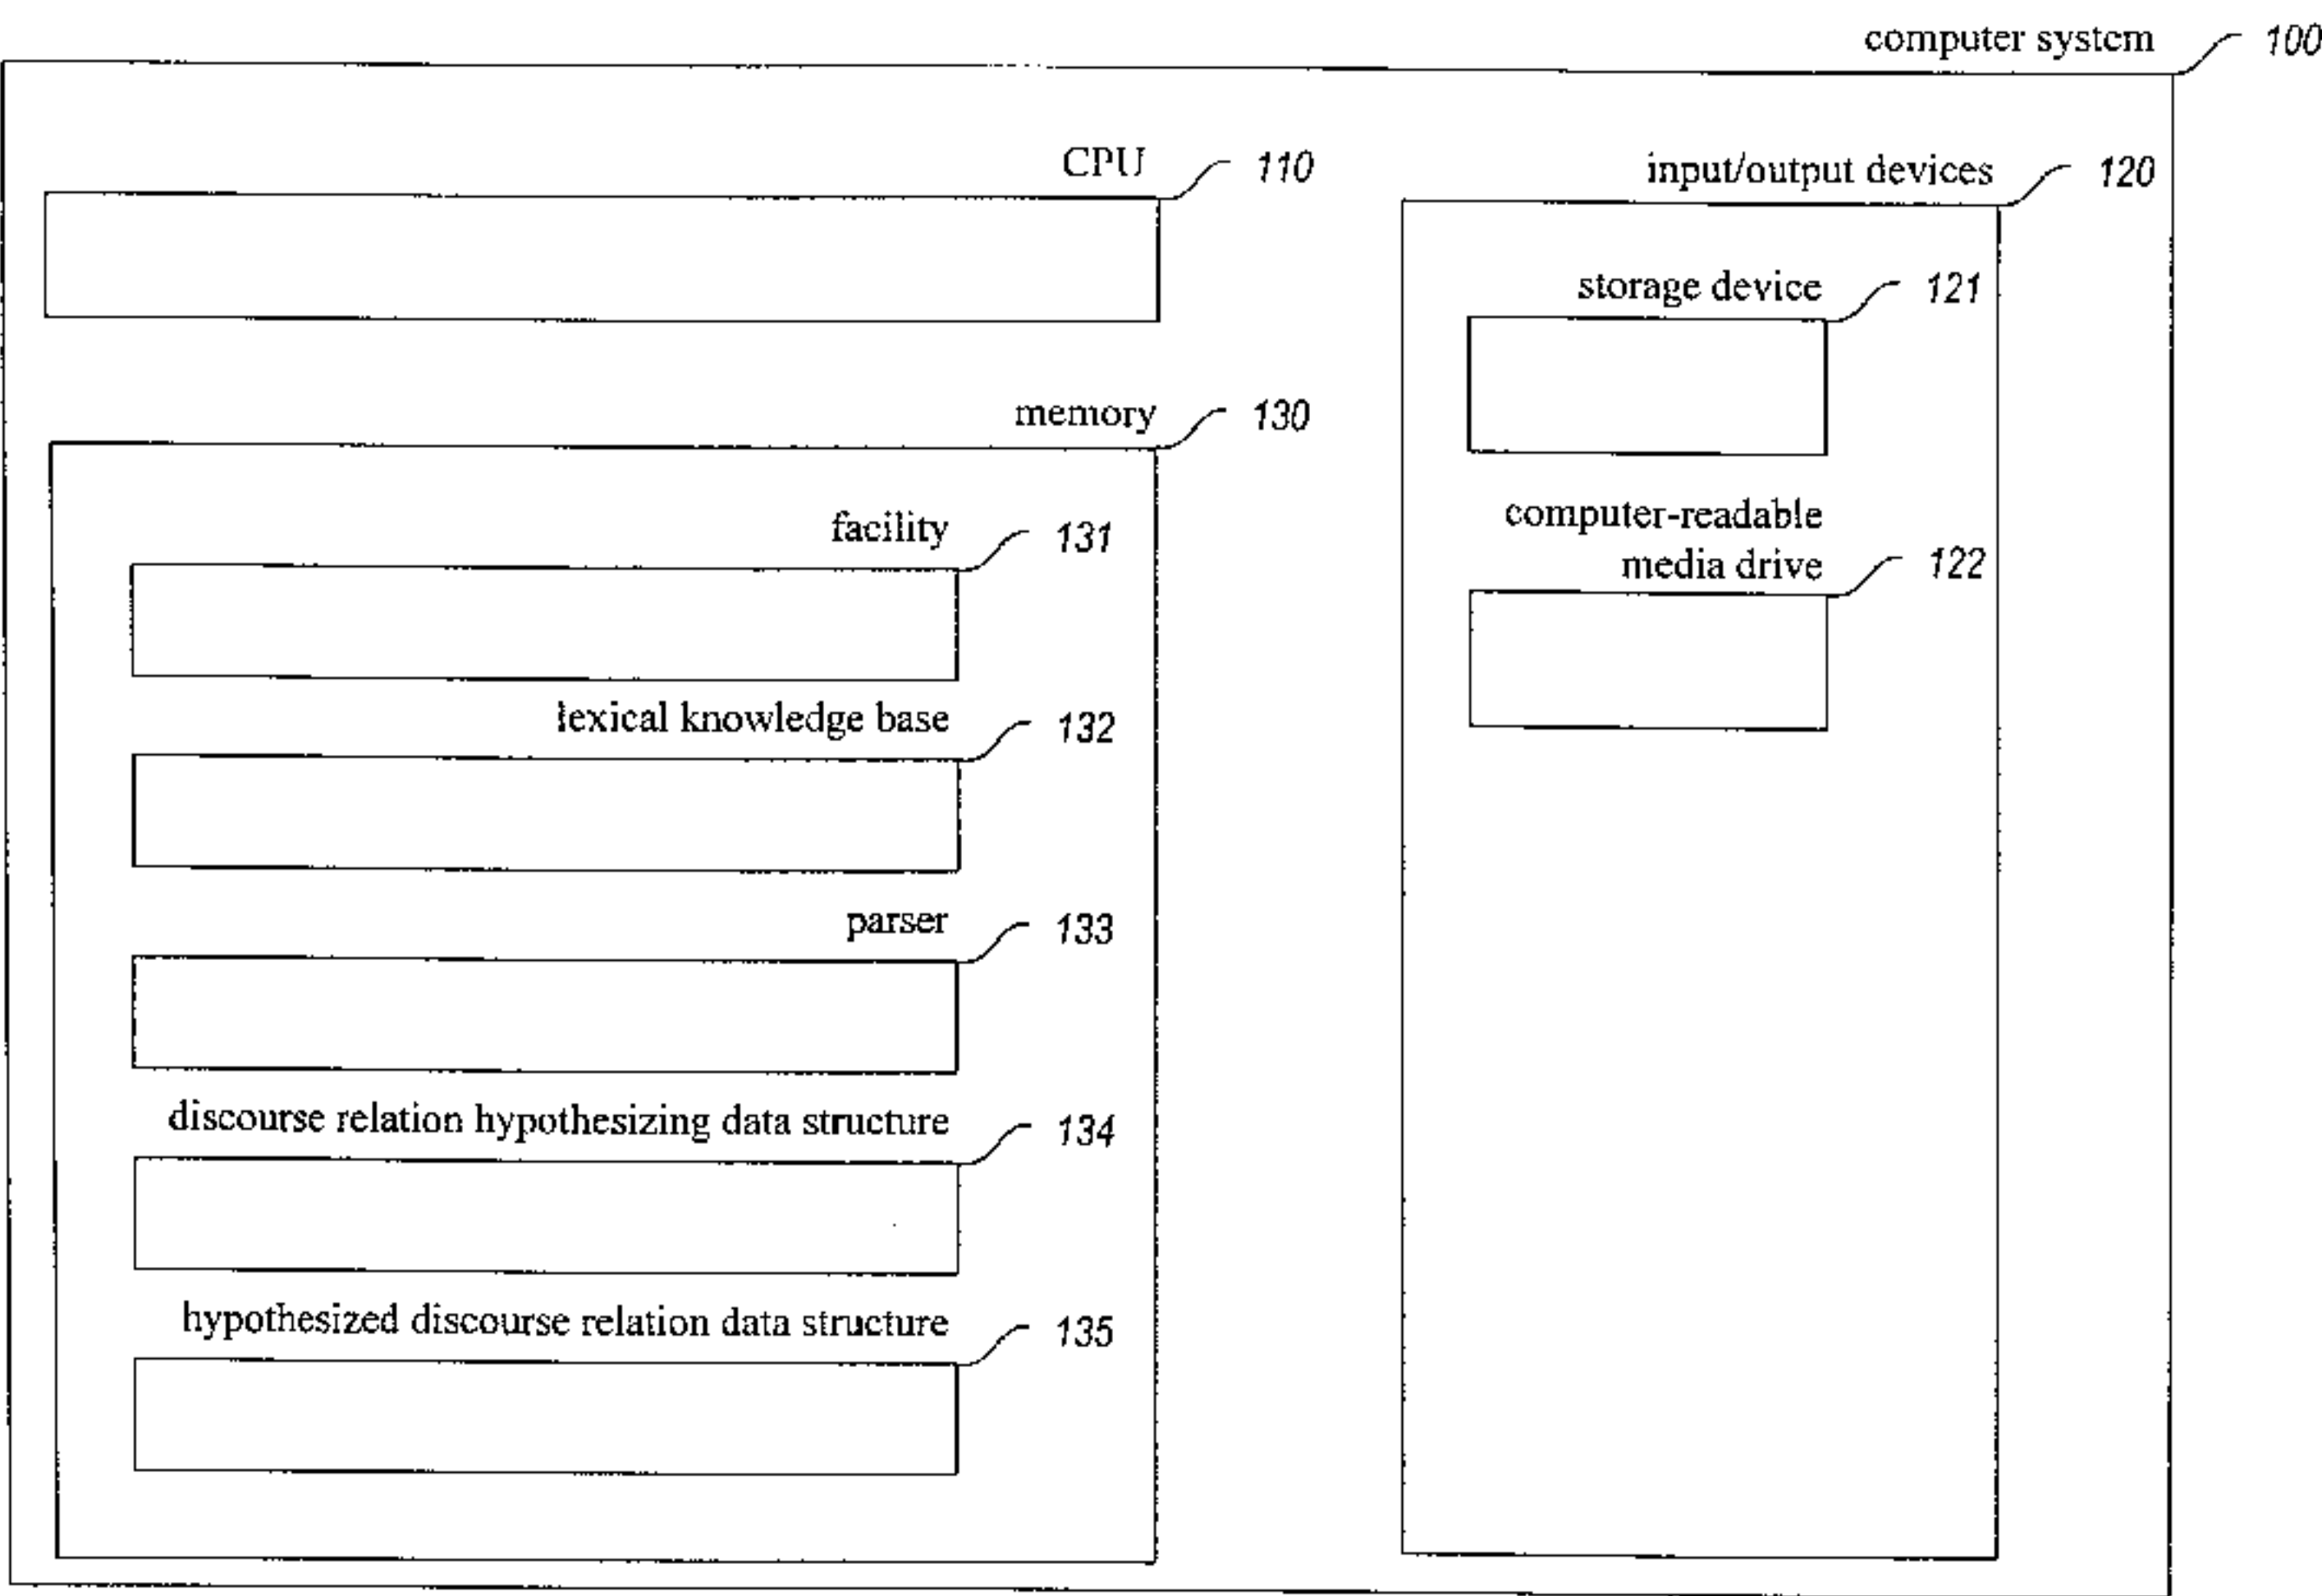 computer system 100
CPU 110
input/output devices 120
storage device 121
memory 130
computer-readable
media drive 122
facility 131
lexical knowledge base 132
parser 133
discourse relation hypothesizing data structure 134
hypothesized discourse relation data structure 135